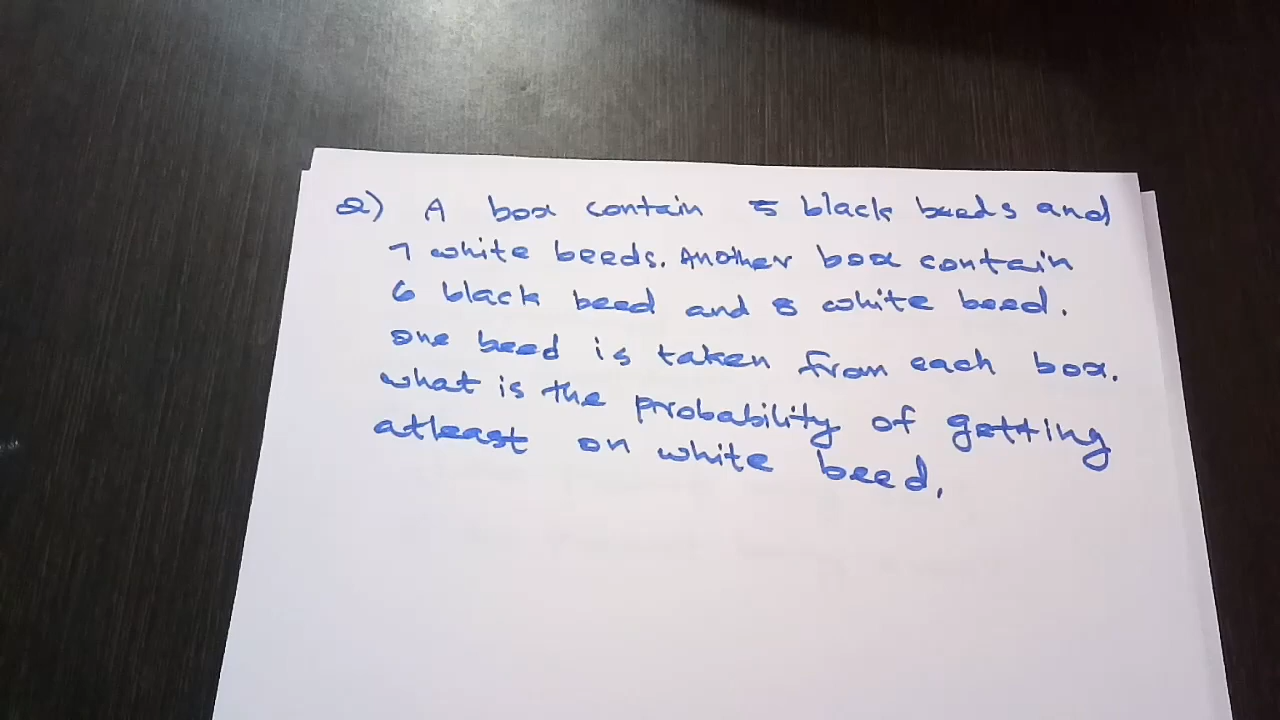 Q) A box contain 5 black beeds and
7 white beeds. Another box contain
6 black beed and 8 white beed.
One beed is taken from each box.
what is the probability of getting
atleast on white beed.